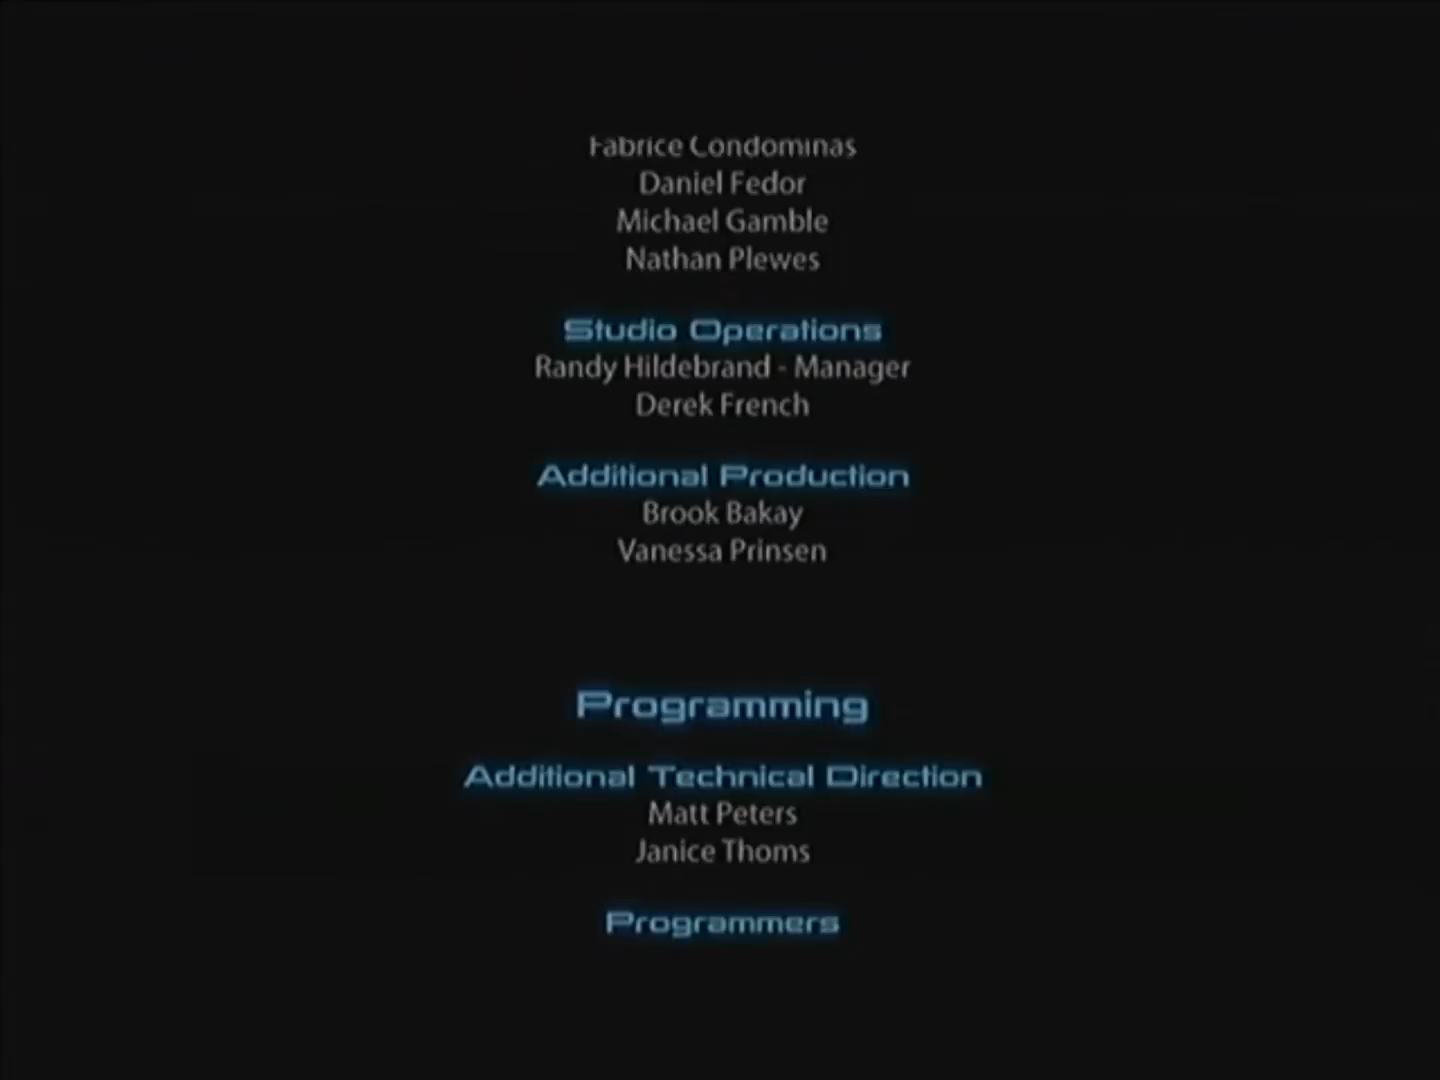 Fabrice Condominas
Daniel Fedor
Michael Gamble
Nathan Plewes
Studio Operations
Randy Hildebrand - Manager
Derek French
Additional Production
Brook Bakay
Vanessa Prinsen
Programming
Additional Technical Direction
Matt Peters
Janice Thoms
Programmers